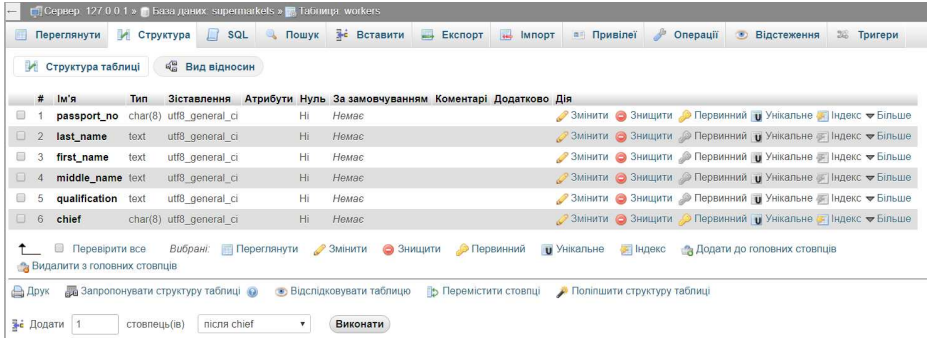 ← Сервер: 127.0.0.1 » База даних: supermarkets » Таблиця: workers
Переглянути Структура SQL Пошук Вставити Експорт Імпорт Привілеї Операції Відстеження Тригери
Структура таблиці Вид відносин
# Ім'я Тип Зіставлення Атрибути Нуль За замовчуванням Коментарі Додатково Дія
1 passport_no char(8) utf8_general_ci Ні Немає Змінити Знищити Первинний Унікальне Індекс Більше
2 last_name text utf8_general_ci Ні Немає Змінити Знищити Первинний Унікальне Індекс Більше
3 first_name text utf8_general_ci Ні Немає Змінити Знищити Первинний Унікальне Індекс Більше
4 middle_name text utf8_general_ci Ні Немає Змінити Знищити Первинний Унікальне Індекс Більше
5 qualification text utf8_general_ci Ні Немає Змінити Знищити Первинний Унікальне Індекс Більше
6 chief char(8) utf8_general_ci Ні Немає Змінити Знищити Первинний Унікальне Індекс Більше
Перевірити все Вибрані: Переглянути Змінити Знищити Первинний Унікальне Індекс Додати до головних стовпців
Видалити з головних стовпців
Друк Запропонувати структуру таблиці Відслідковувати таблицю Перемістити стовпці Поліпшити структуру таблиці
Додати 1 стовпець(ів) після chief Виконати